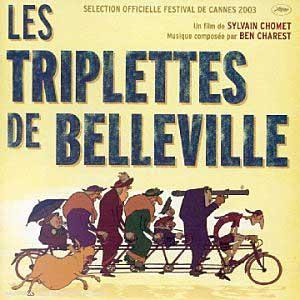 LES
TRIPLETTES
DE BELLEVILLE
SELECTION OFFICIELLE FESTIVAL DE CANNES 2003
Un film de SYLVAIN CHOMET
Musique composée par BEN CHAREST